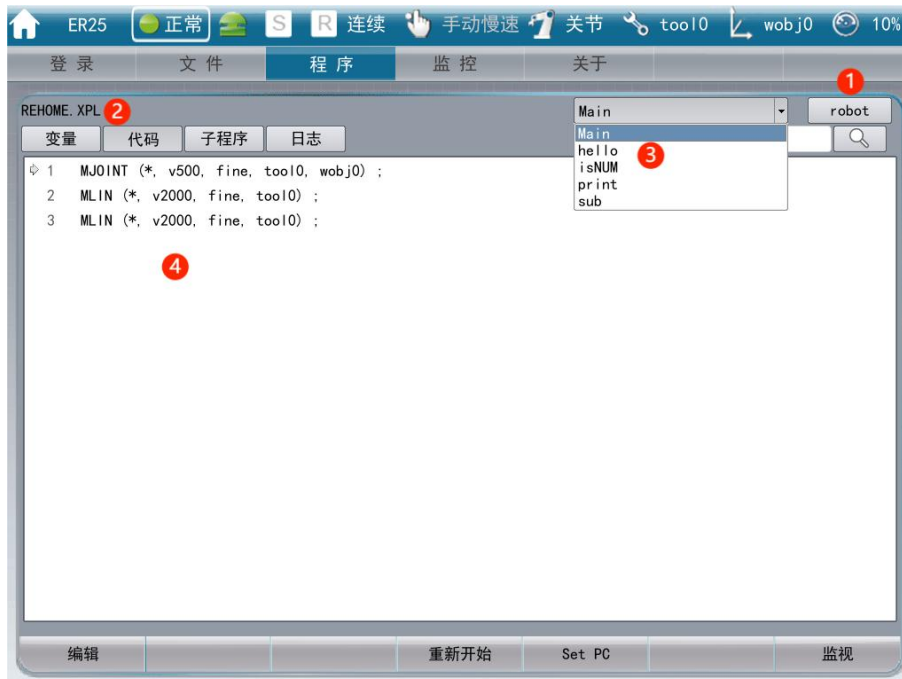 ER25 正常 S R 连续 手动慢速 关节 tool0 wobj0 10%
登录 文件 程序 监控 关于
1
REHOME.XPL 2 Main robot
变量 代码 子程序 日志
Main
hello
isNUM
print
sub
3
1 MJOINT (*, v500, fine, tool0, wobj0) ;
2 MLIN (*, v2000, fine, tool0) ;
3 MLIN (*, v2000, fine, tool0) ;
4
编辑 重新开始 Set PC 监视